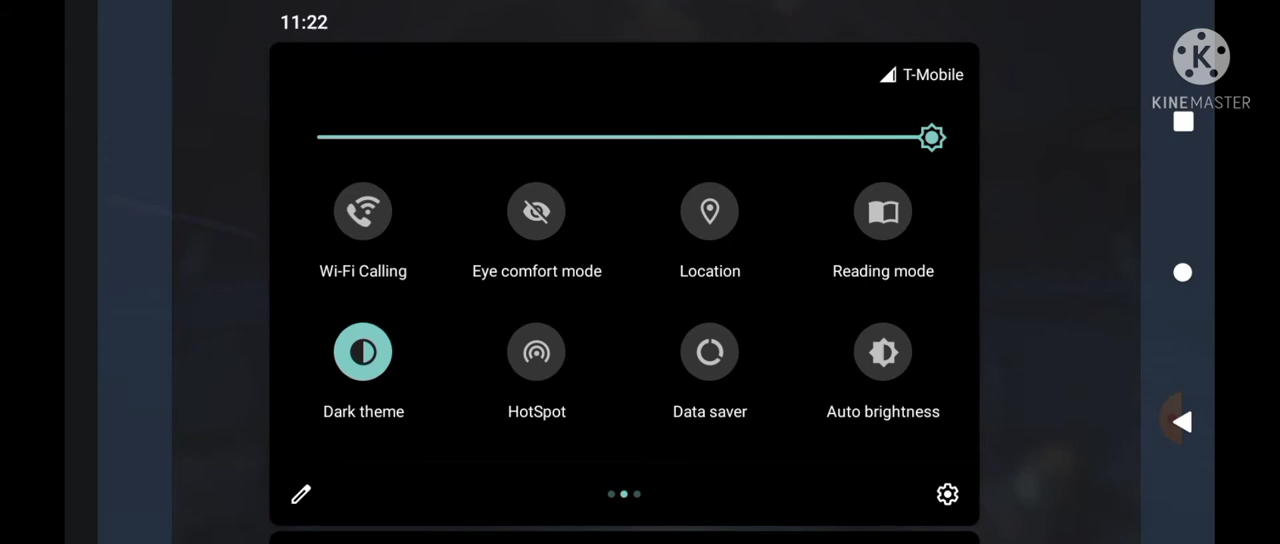 11:22
T-Mobile
KINEMASTER
Wi-Fi Calling
Eye comfort mode
Location
Reading mode
Dark theme
HotSpot
Data saver
Auto brightness